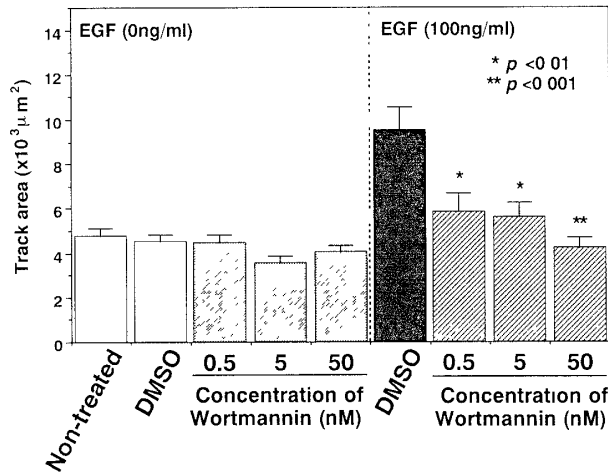 EGF (0ng/ml)
EGF (100ng/ml)
* p <0 01
** p <0 001
Track area (x10³μm²)
14
12
10
8
6
4
2
0
*
*
**
Non-treated
DMSO
0.5
5
50
DMSO
0.5
5
50
Concentration of
Wortmannin (nM)
Concentration of
Wortmannin (nM)